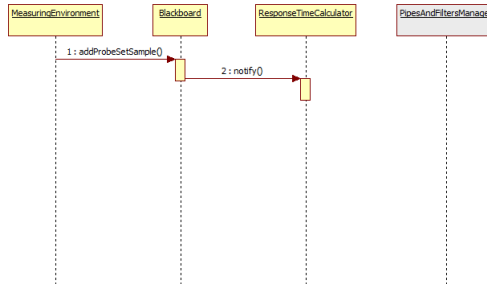 MeasuringEnvironment
Blackboard
ResponseTimeCalculator
PipesAndFiltersManage
1 : addProbeSetSample()
2 : notify()